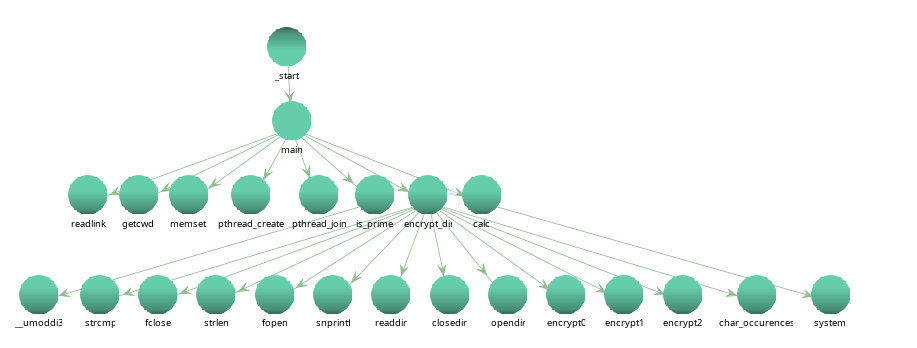 _start
main
readlink getcwd memset pthread_create pthread_join is_prime encrypt_dir calc
__umoddi3 strcmp fclose strlen fopen snprintf readdir closedir opendir encrypt0 encrypt1 encrypt2 char_occurences system